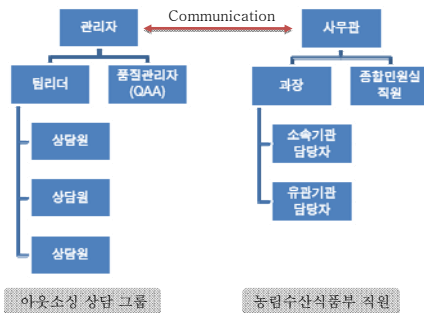 Communication
관리자
사무관
팀리더
품질관리자
(QAA)
과장
종합민원실
직원
상담원
상담원
상담원
소속기관
담당자
유관기관
담당자
아웃소싱 상담 그룹
농림수산식품부 직원